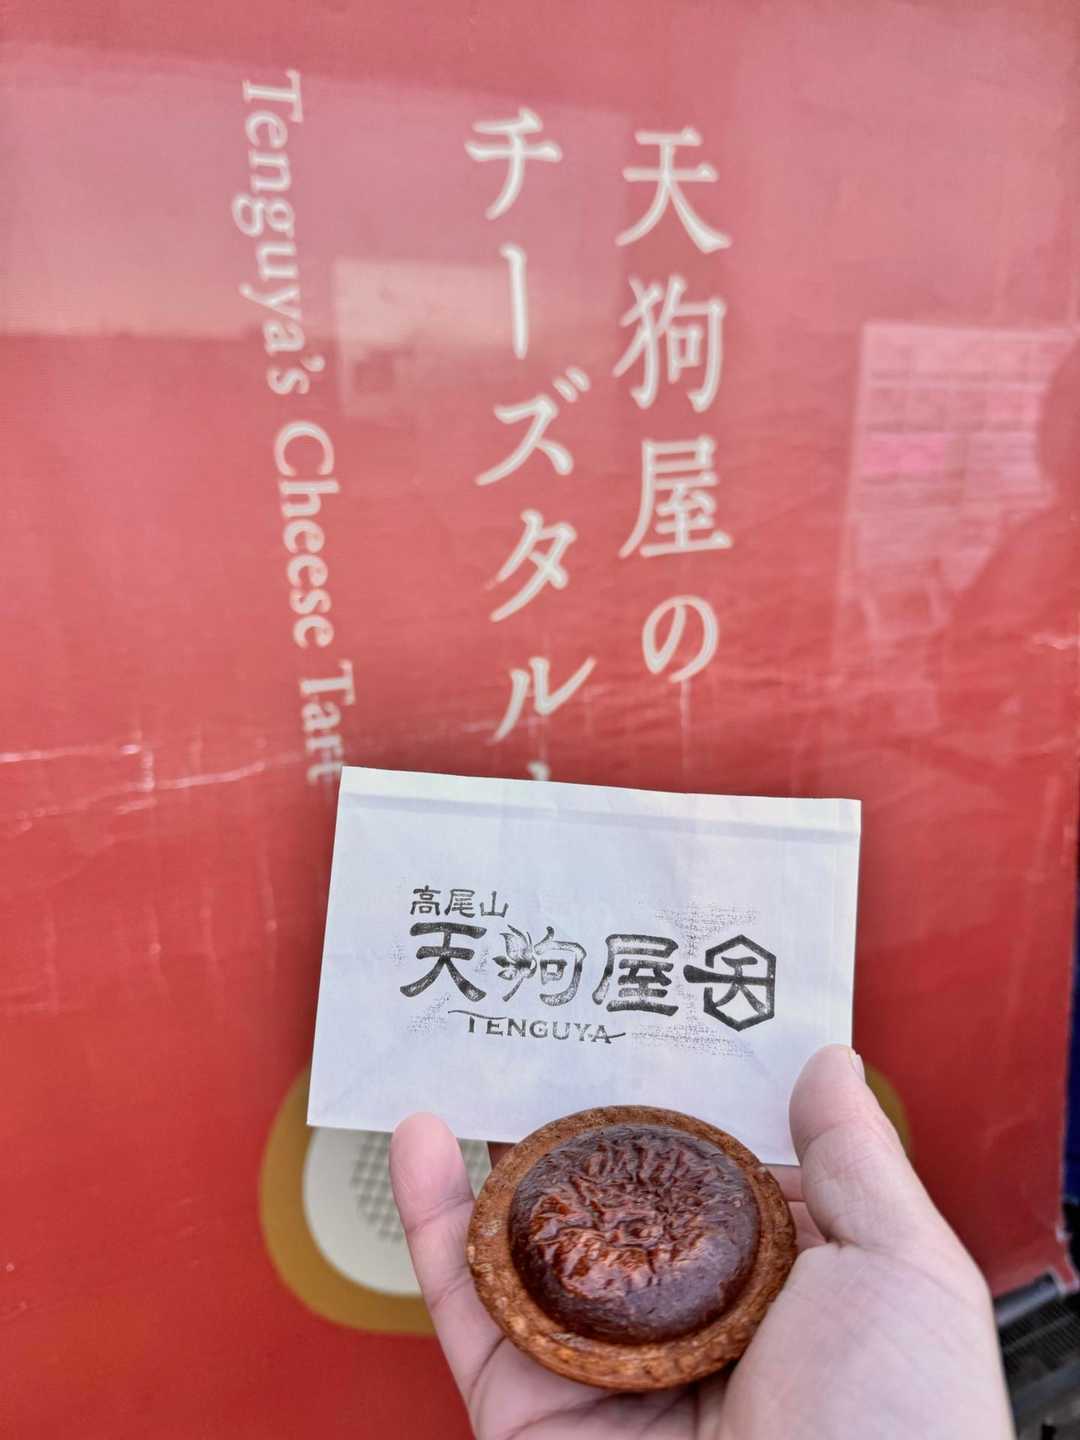 天狗屋の
チーズタルト
Tenguya's Cheese Tart
高尾山
天狗屋
TENGUYA